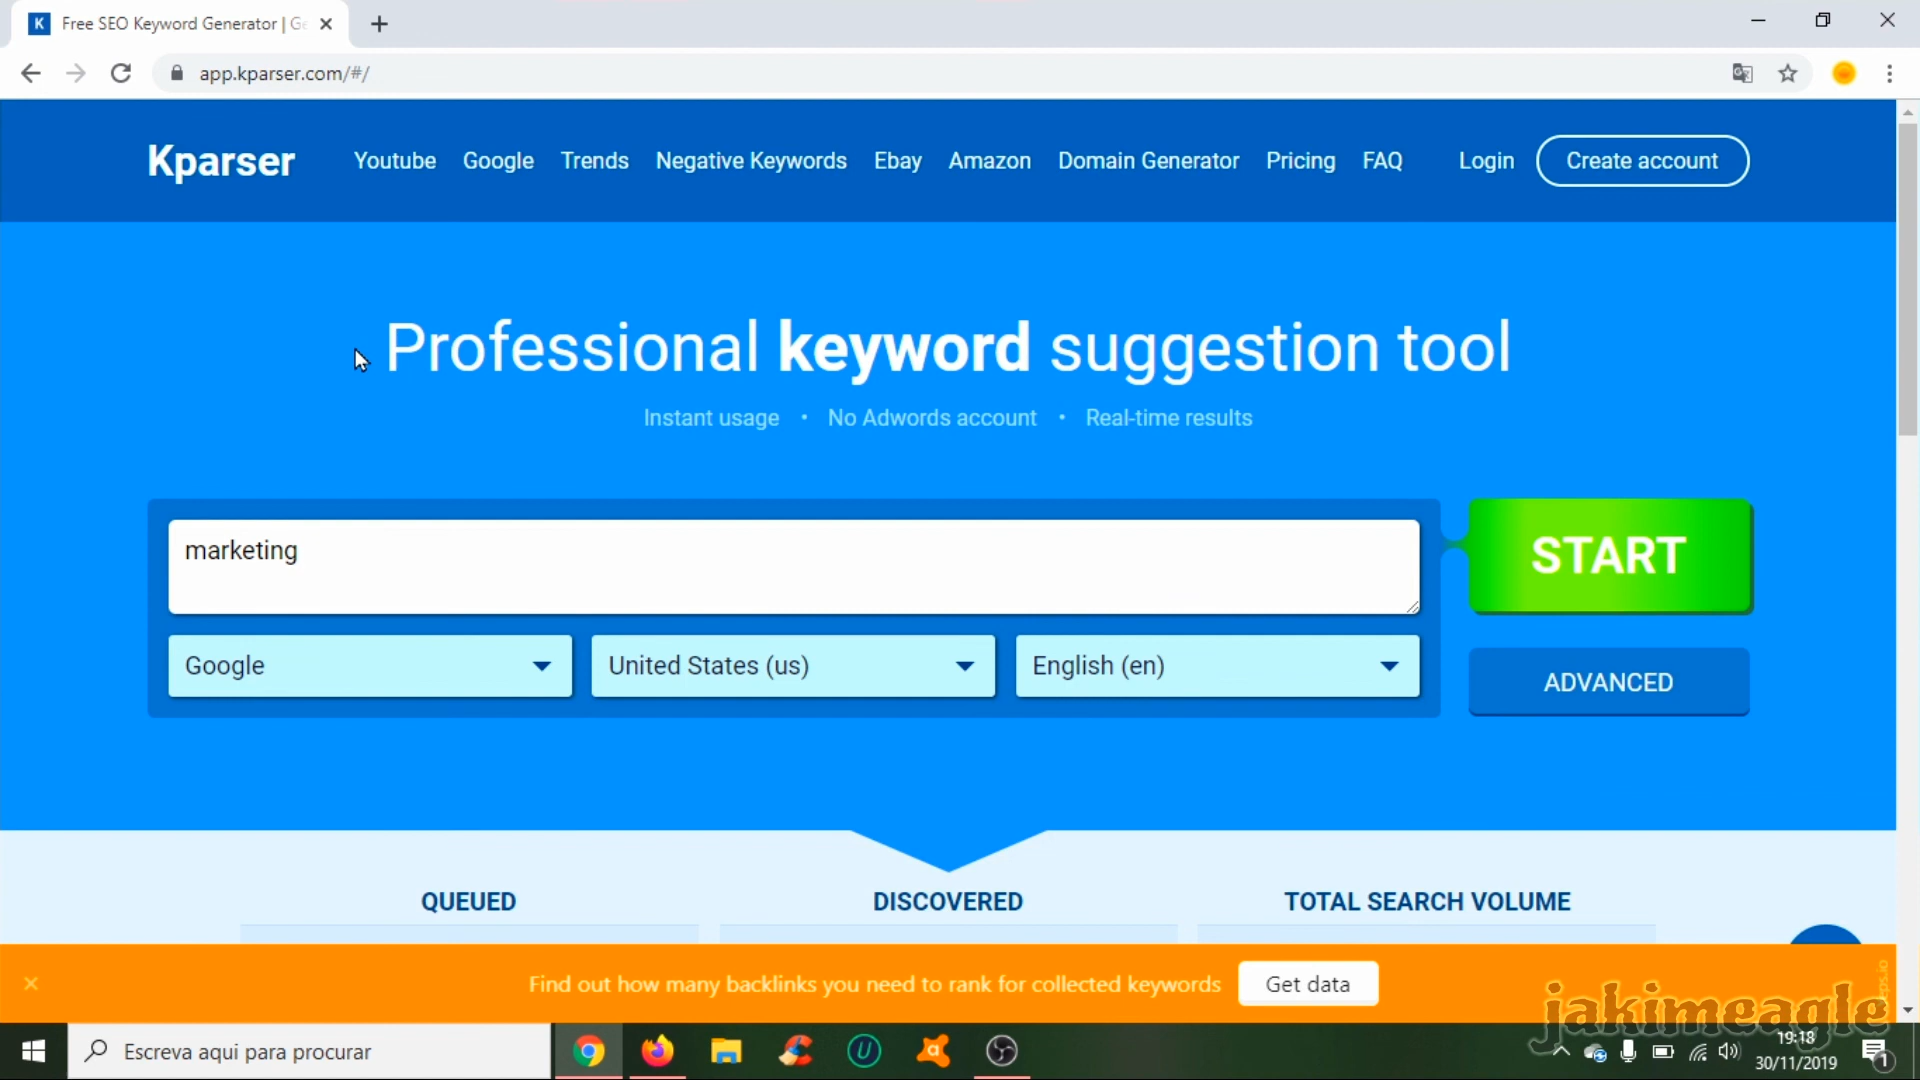 K Free SEO Keyword Generator | Ge
app.kparser.com/#/
Kparser Youtube Google Trends Negative Keywords Ebay Amazon Domain Generator Pricing FAQ Login Create account
Professional keyword suggestion tool
Instant usage • No Adwords account • Real-time results
marketing
START
Google United States (us) English (en)
ADVANCED
QUEUED DISCOVERED TOTAL SEARCH VOLUME
Find out how many backlinks you need to rank for collected keywords Get data
jakimeagle
Escreva aqui para procurar
19:18
30/11/2019
1